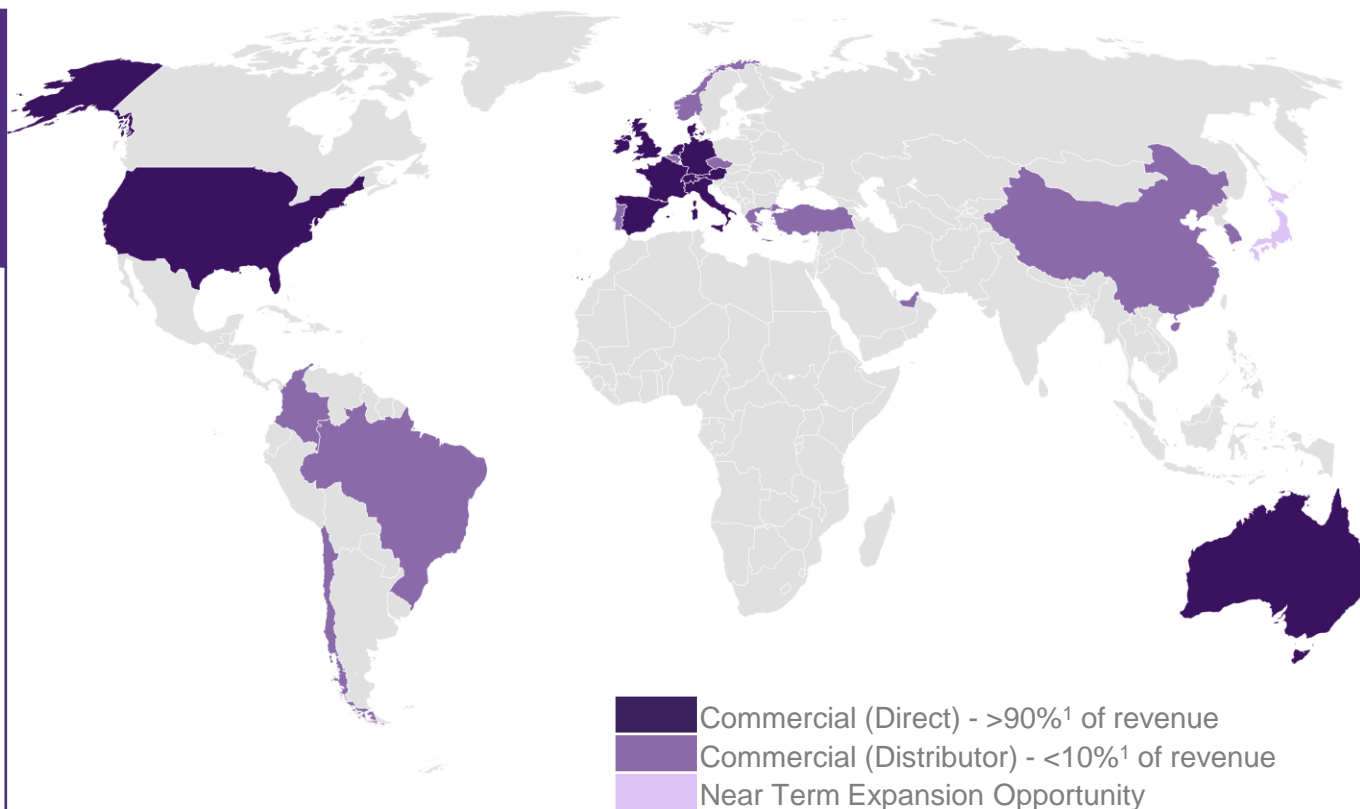 Commercial (Direct) - >90%¹ of revenue
Commercial (Distributor) - <10%¹ of revenue
Near Term Expansion Opportunity